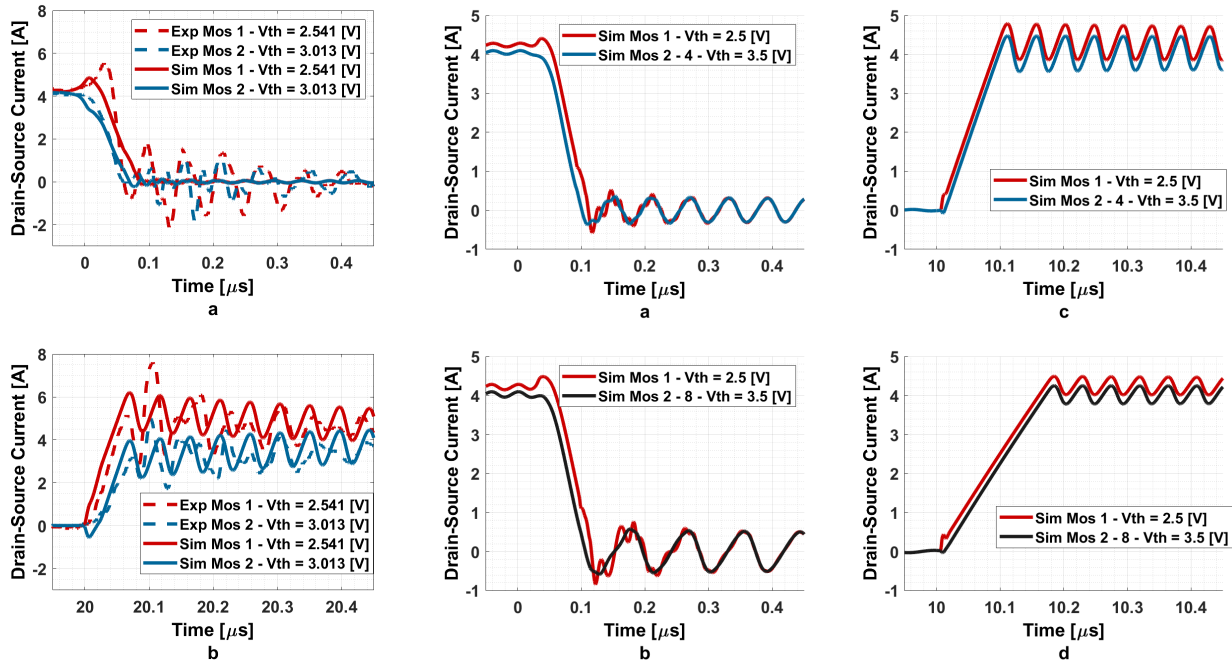 Drain-Source Current [A]
8
6
4
2
0
-2
Exp Mos 1 - Vth = 2.541 [V]
Exp Mos 2 - Vth = 3.013 [V]
Sim Mos 1 - Vth = 2.541 [V]
Sim Mos 2 - Vth = 3.013 [V]
0 0.1 0.2 0.3 0.4
Time [μs]
a
Drain-Source Current [A]
5
4
3
2
1
0
-1
Sim Mos 1 - Vth = 2.5 [V]
Sim Mos 2 - 4 - Vth = 3.5 [V]
0 0.1 0.2 0.3 0.4
Time [μs]
a
Drain-Source Current [A]
5
4
3
2
1
0
-1
Sim Mos 1 - Vth = 2.5 [V]
Sim Mos 2 - 4 - Vth = 3.5 [V]
10 10.1 10.2 10.3 10.4
Time [μs]
c
Drain-Source Current [A]
8
6
4
2
0
-2
Exp Mos 1 - Vth = 2.541 [V]
Exp Mos 2 - Vth = 3.013 [V]
Sim Mos 1 - Vth = 2.541 [V]
Sim Mos 2 - Vth = 3.013 [V]
20 20.1 20.2 20.3 20.4
Time [μs]
b
Drain-Source Current [A]
5
4
3
2
1
0
-1
Sim Mos 1 - Vth = 2.5 [V]
Sim Mos 2 - 8 - Vth = 3.5 [V]
0 0.1 0.2 0.3 0.4
Time [μs]
b
Drain-Source Current [A]
5
4
3
2
1
0
-1
Sim Mos 1 - Vth = 2.5 [V]
Sim Mos 2 - 8 - Vth = 3.5 [V]
10 10.1 10.2 10.3 10.4
Time [μs]
d